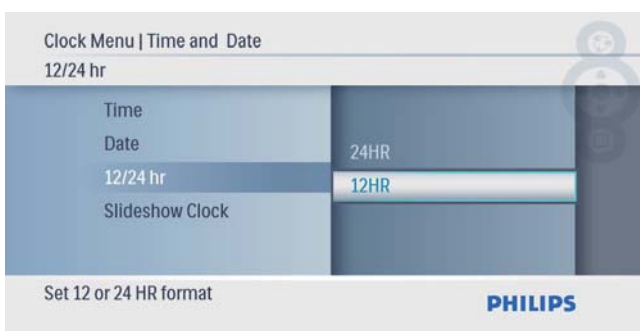 Clock Menu | Time and Date
12/24 hr
Time
Date
12/24 hr
Slideshow Clock
24HR
12HR
Set 12 or 24 HR format
PHILIPS